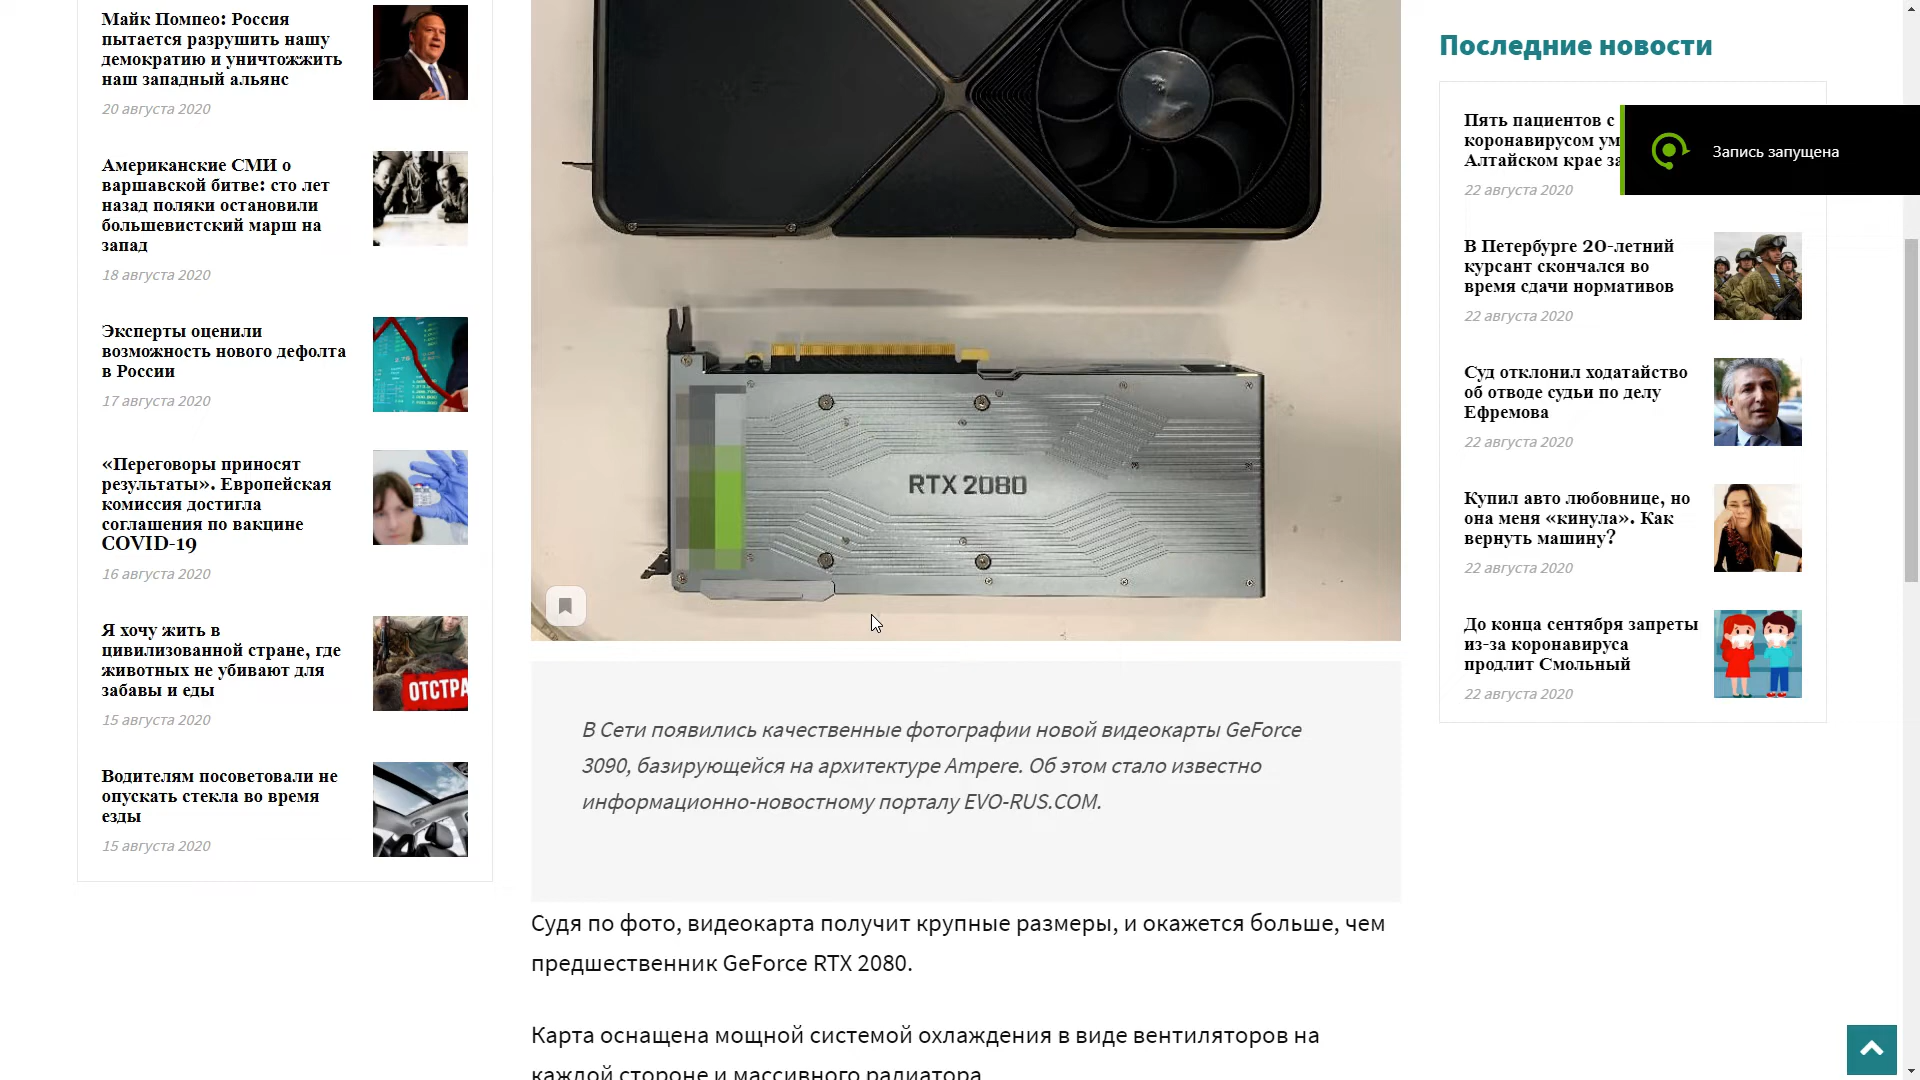 Майк Помпео: Россия
пытается разрушить нашу
демократию и уничтожжить
наш западный альянс
20 августа 2020
Американские СМИ о
варшавской битве: сто лет
назад поляки остановили
большевистский марш на
запад
18 августа 2020
Эксперты оценили
возможность нового дефолта
в России
17 августа 2020
«Переговоры приносят
результаты». Европейская
комиссия достигла
соглашения по вакцине
COVID-19
16 августа 2020
Я хочу жить в
цивилизованной стране, где
животных не убивают для
забавы и еды
15 августа 2020
ОТСТРА
Водителям посоветовали не
опускать стекла во время
езды
15 августа 2020
RTX 2080
В Сети появились качественные фотографии новой видеокарты GeForce
3090, базирующейся на архитектуре Ampere. Об этом стало известно
информационно-новостному порталу EVO-RUS.COM.
Судя по фото, видеокарта получит крупные размеры, и окажется больше, чем
предшественник GeForce RTX 2080.
Карта оснащена мощной системой охлаждения в виде вентиляторов на
каждой стороне и массивного радиатора
Последние новости
Пять пациентов с
коронавирусом ум
Алтайском крае за
22 августа 2020
Запись запущена
В Петербурге 20-летний
курсант скончался во
время сдачи нормативов
22 августа 2020
Суд отклонил ходатайство
об отводе судьи по делу
Ефремова
22 августа 2020
Купил авто любовнице, но
она меня «кинула». Как
вернуть машину?
22 августа 2020
До конца сентября запреты
из-за коронавируса
продлит Смольный
22 августа 2020